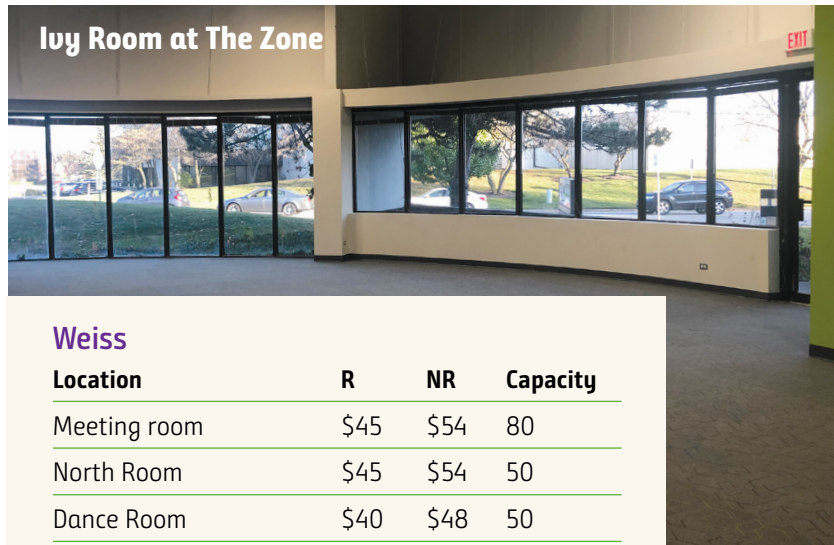 Ivy Room at The Zone
EXIT
Weiss
Location R NR Capacity
Meeting room $45 $54 80
North Room $45 $54 50
Dance Room $40 $48 50